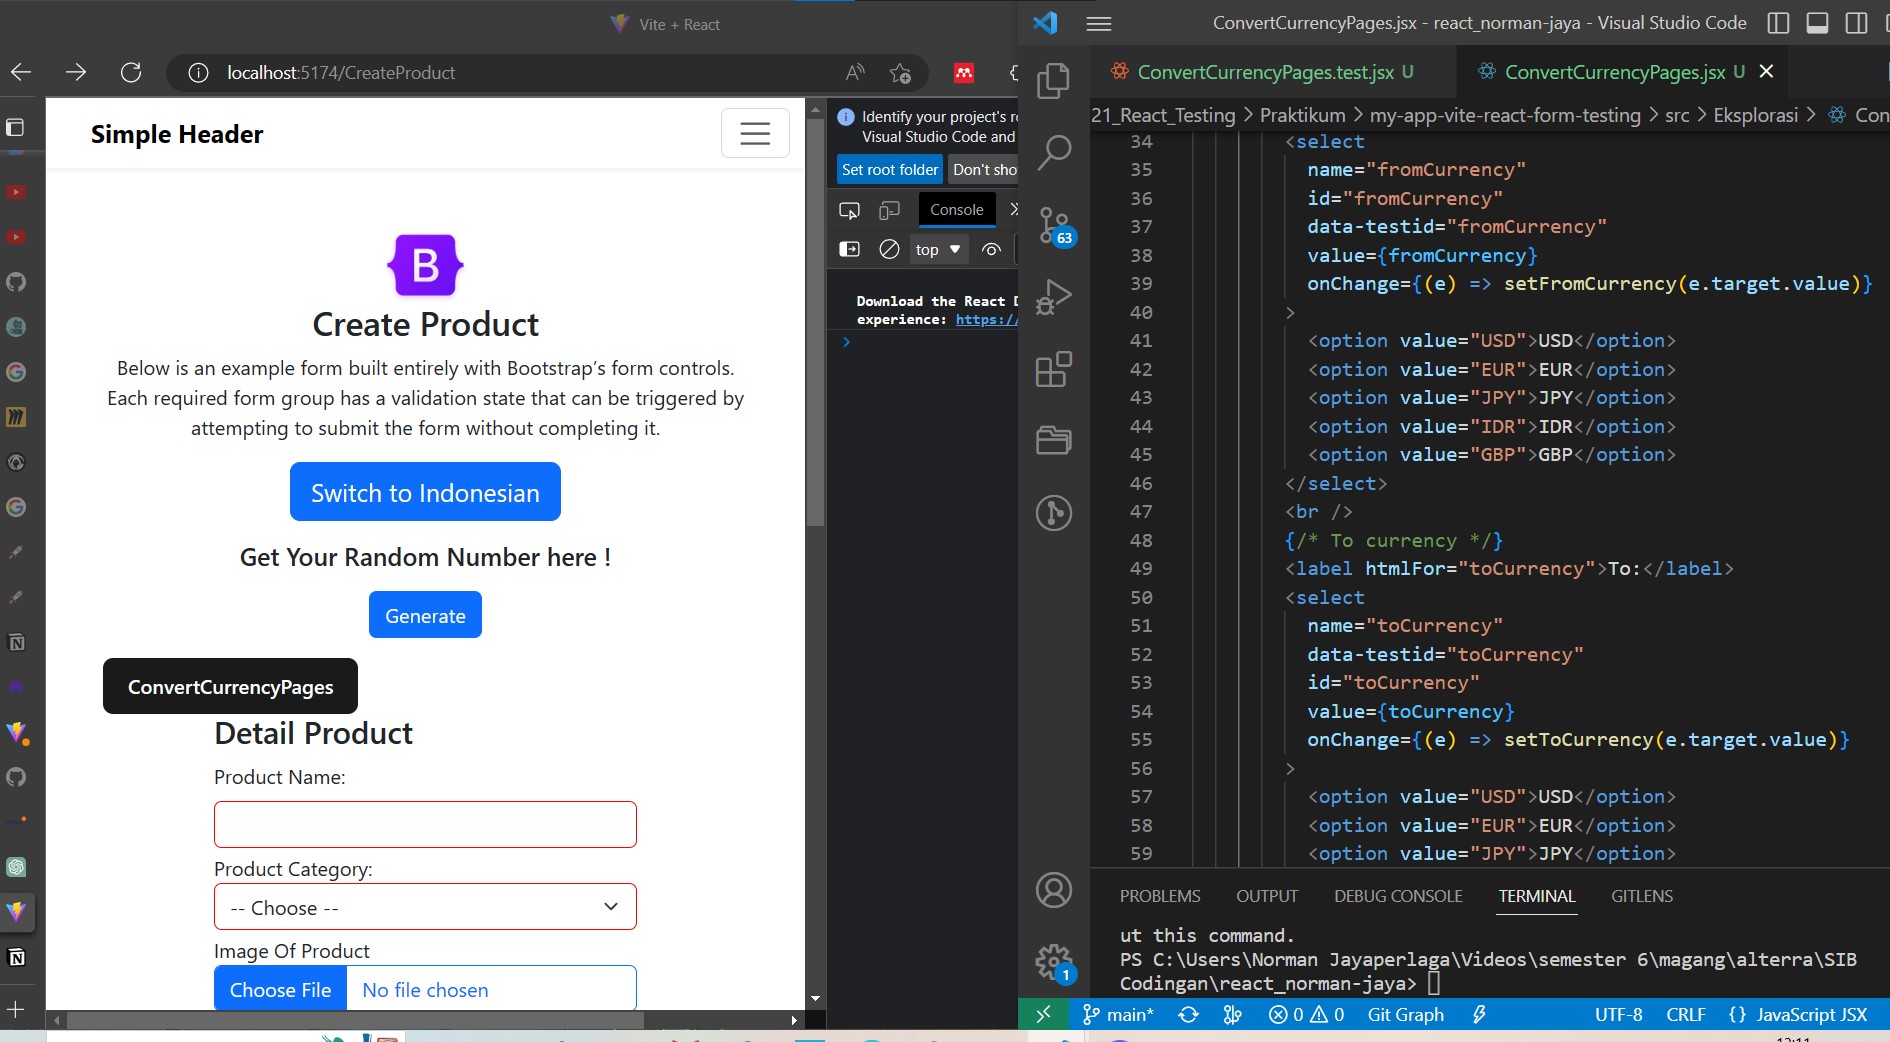 Vite + React
localhost:5174/CreateProduct
Simple Header
B
Create Product
Below is an example form built entirely with Bootstrap’s form controls.
Each required form group has a validation state that can be triggered by
attempting to submit the form without completing it.
Switch to Indonesian
Get Your Random Number here !
Generate
ConvertCurrencyPages
Detail Product
Product Name:
Product Category:
-- Choose --
Image Of Product
Choose File No file chosen
Identify your project's
Visual Studio Code and
Set root folder Don't
Console
top
Download the React
experience: https://
ConvertCurrencyPages.jsx - react_norman-jaya - Visual Studio Code
ConvertCurrencyPages.test.jsx U ConvertCurrencyPages.jsx U
21_React_Testing > Praktikum > my-app-vite-react-form-testing > src > Eksplorasi >
63
34 <select
35 name="fromCurrency"
36 id="fromCurrency"
37 data-testid="fromCurrency"
38 value={fromCurrency}
39 onChange={(e) => setFromCurrency(e.target.value)}
40 >
41 <option value="USD">USD</option>
42 <option value="EUR">EUR</option>
43 <option value="JPY">JPY</option>
44 <option value="IDR">IDR</option>
45 <option value="GBP">GBP</option>
46 </select>
47 <br />
48 {/* To currency */}
49 <label htmlFor="toCurrency">To:</label>
50 <select
51 name="toCurrency"
52 data-testid="toCurrency"
53 id="toCurrency"
54 value={toCurrency}
55 onChange={(e) => setToCurrency(e.target.value)}
56 >
57 <option value="USD">USD</option>
58 <option value="EUR">EUR</option>
59 <option value="JPY">JPY</option>
PROBLEMS OUTPUT DEBUG CONSOLE TERMINAL GITLENS
ut this command.
PS C:\Users\Norman Jayaperlaga\Videos\semester 6\magang\alterra\SIB
Codingan\react_norman-jaya>
1
main* 0 0 Git Graph UTF-8 CRLF {} JavaScript JSX